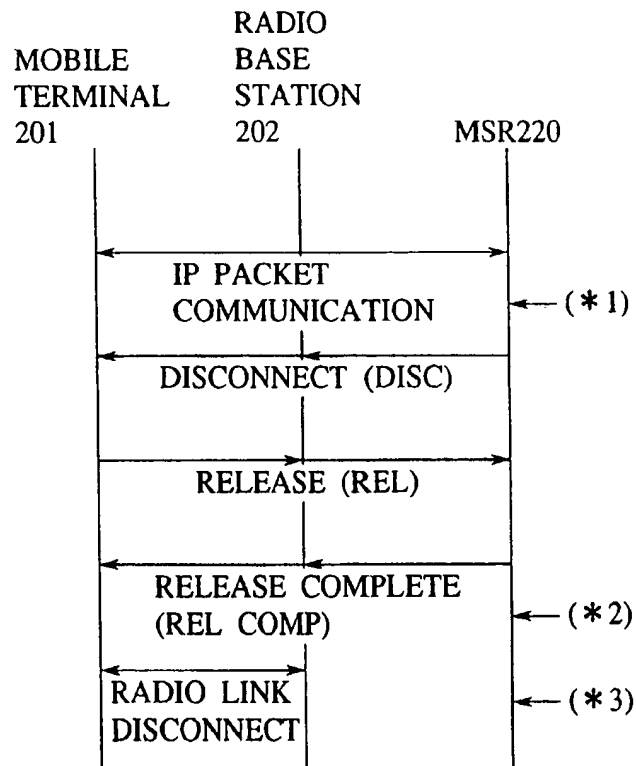 MOBILE
TERMINAL
201
RADIO
BASE
STATION
202
MSR220
IP PACKET
COMMUNICATION
(*1)
DISCONNECT (DISC)
RELEASE (REL)
RELEASE COMPLETE
(REL COMP)
(*2)
RADIO LINK
DISCONNECT
(*3)